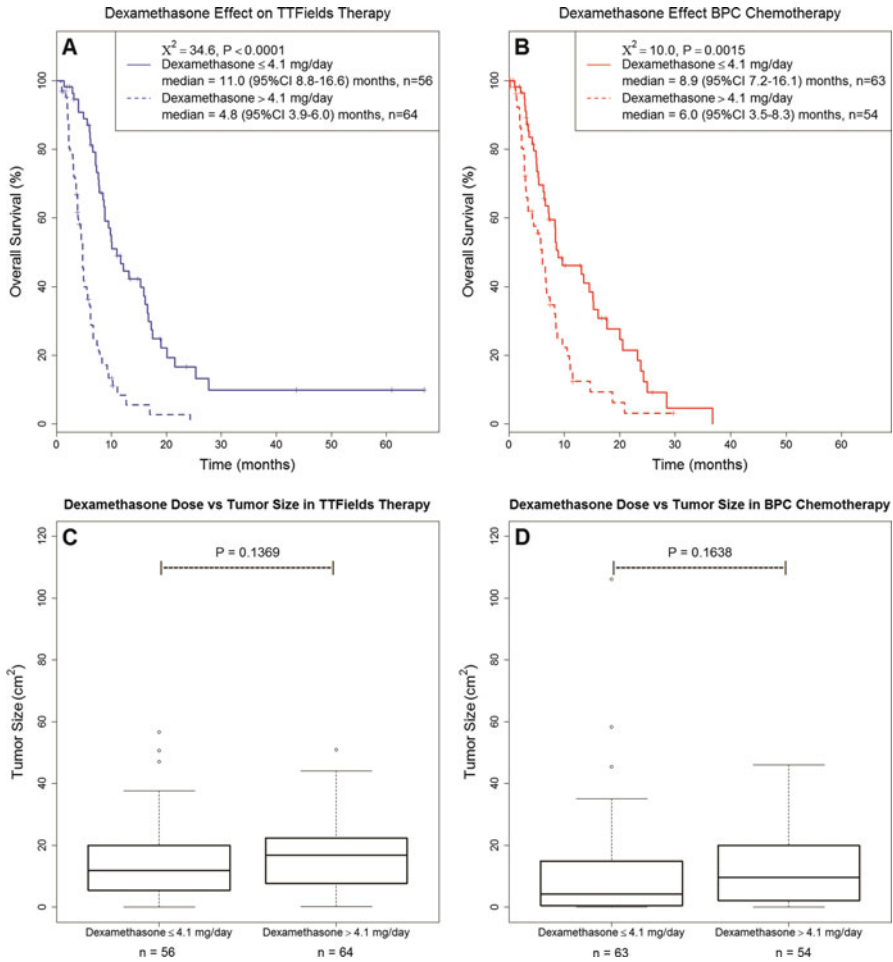 Dexamethasone Effect on TTFields Therapy
A
X² = 34.6, P < 0.0001
Dexamethasone ≤ 4.1 mg/day
median = 11.0 (95%CI 8.8-16.6) months, n=56
Dexamethasone > 4.1 mg/day
median = 4.8 (95%CI 3.9-6.0) months, n=64
Overall Survival (%)
100
80
60
40
20
0
0 10 20 30 40 50 60
Time (months)
Dexamethasone Effect BPC Chemotherapy
B
X² = 10.0, P = 0.0015
Dexamethasone ≤ 4.1 mg/day
median = 8.9 (95%CI 7.2-16.1) months, n=63
Dexamethasone > 4.1 mg/day
median = 6.0 (95%CI 3.5-8.3) months, n=54
Overall Survival (%)
100
80
60
40
20
0
0 10 20 30 40 50 60
Time (months)
Dexamethasone Dose vs Tumor Size in TTFields Therapy
C
P = 0.1369
Tumor Size (cm²)
120
100
80
60
40
20
0
Dexamethasone ≤ 4.1 mg/day Dexamethasone > 4.1 mg/day
n = 56 n = 64
Dexamethasone Dose vs Tumor Size in BPC Chemotherapy
D
P = 0.1638
Tumor Size (cm²)
120
100
80
60
40
20
0
Dexamethasone ≤ 4.1 mg/day Dexamethasone > 4.1 mg/day
n = 63 n = 54